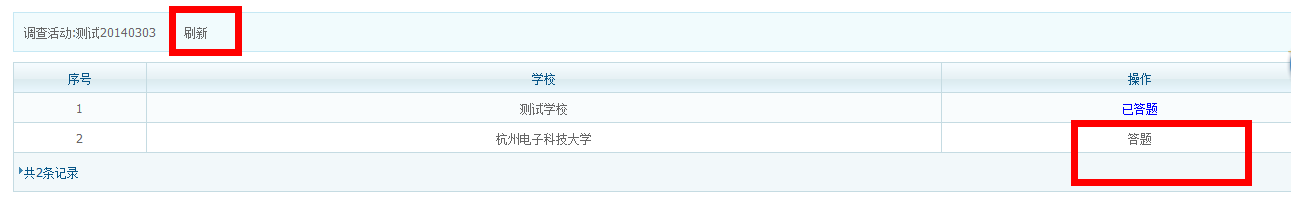 调查活动:测试20140303 刷新
序号 学校 操作
1 测试学校 已答题
2 杭州电子科技大学 答题
共2条记录